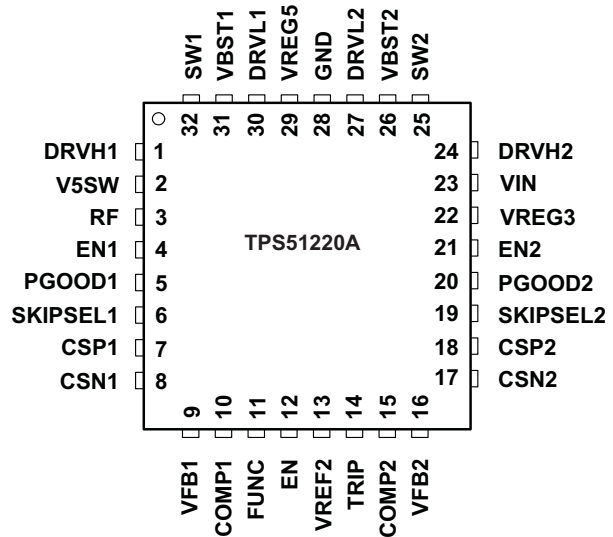 SW1 VBST1 DRVL1 VREG5 GND DRVL2 VBST2 SW2
32 31 30 29 28 27 26 25
DRVH1 1 24 DRVH2
V5SW 2 23 VIN
RF 3 22 VREG3
TPS51220A
EN1 4 21 EN2
PGOOD1 5 20 PGOOD2
SKIPSEL1 6 19 SKIPSEL2
CSP1 7 18 CSP2
CSN1 8 17 CSN2
9 10 11 12 13 14 15 16
VFB1 COMP1 FUNC EN VREF2 TRIP COMP2 VFB2